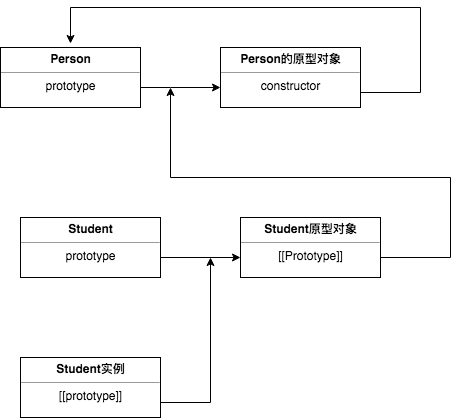 Person
prototype
Person的原型对象
constructor
Student
prototype
Student原型对象
[[Prototype]]
Student实例
[[prototype]]